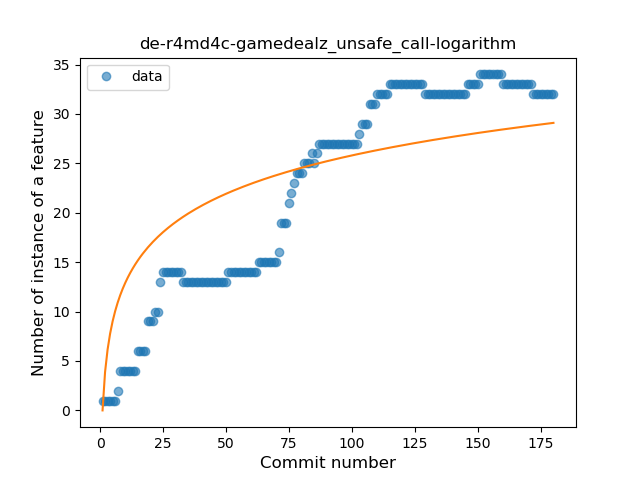 de-r4md4c-gamedealz_unsafe_call-logarithm
data
Number of instance of a feature
35
30
25
20
15
10
5
0
0 25 50 75 100 125 150 175
Commit number